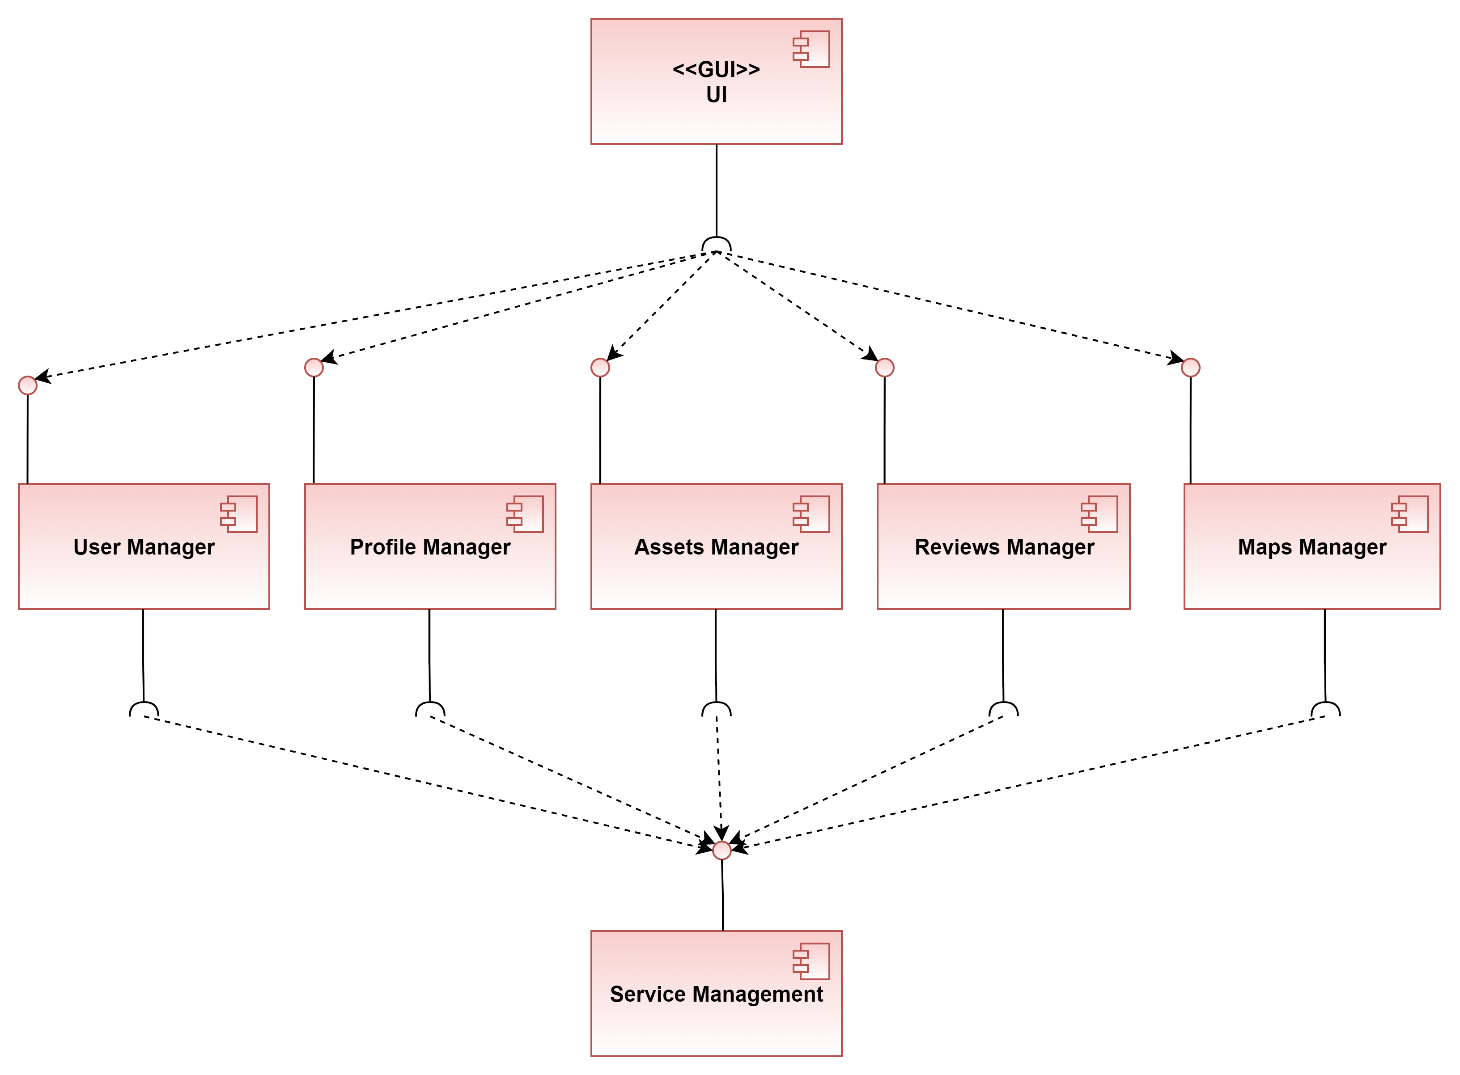 <<GUI>>
UI
User Manager
Profile Manager
Assets Manager
Reviews Manager
Maps Manager
Service Management